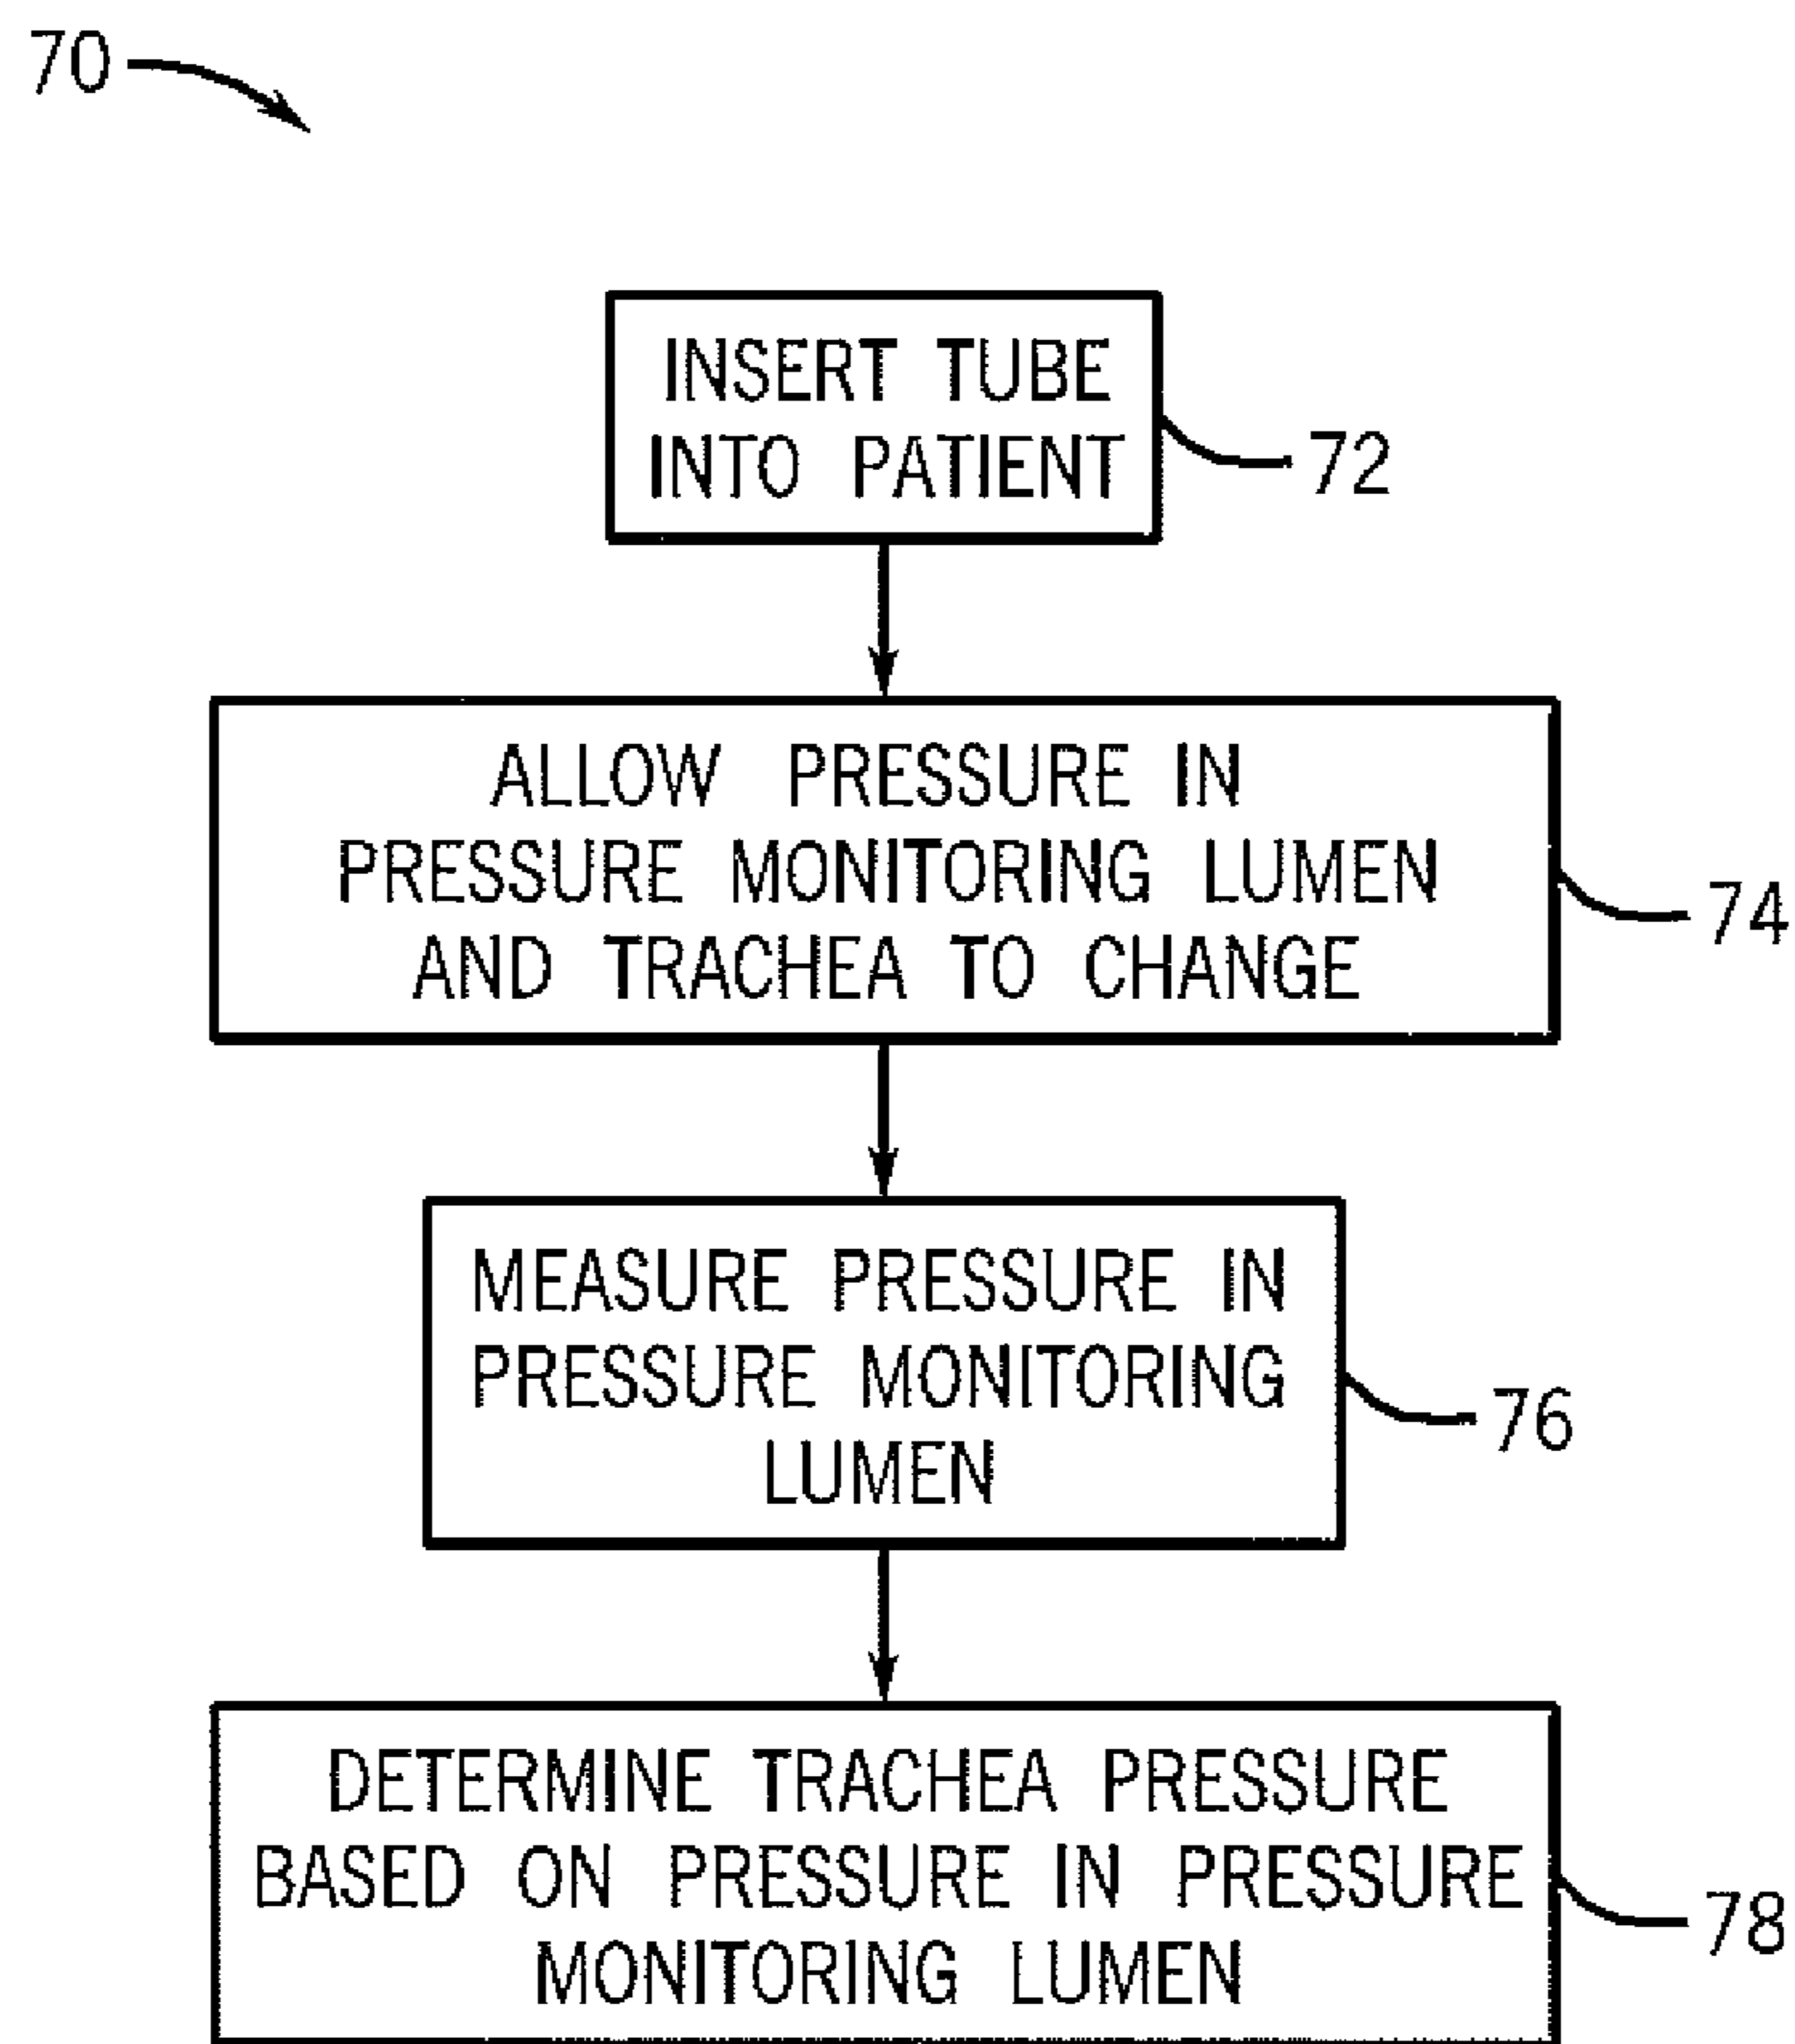 70
INSERT TUBE
INTO PATIENT
72
ALLOW PRESSURE IN
PRESSURE MONITORING LUMEN
AND TRACHEA TO CHANGE
74
MEASURE PRESSURE IN
PRESSURE MONITORING
LUMEN
76
DETERMINE TRACHEA PRESSURE
BASED ON PRESSURE IN PRESSURE
MONITORING LUMEN
78